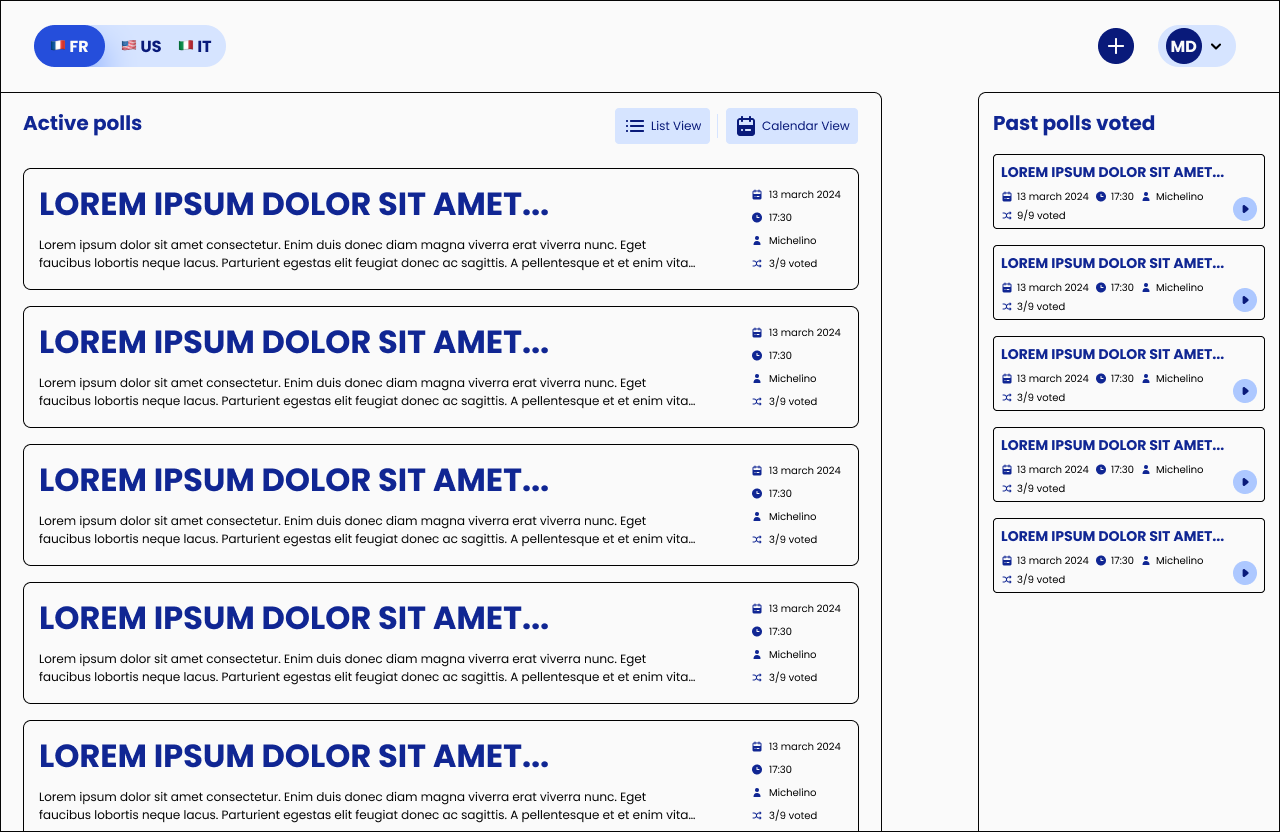 FR US IT
MD
Active polls
List View
Calendar View
LOREM IPSUM DOLOR SIT AMET...
Lorem ipsum dolor sit amet consectetur. Enim duis donec diam magna viverra erat viverra nunc. Eget
faucibus lobortis neque lacus. Parturient egestas elit feugiat donec ac sagittis. A pellentesque et et enim vita...
13 march 2024
17:30
Michelino
3/9 voted
LOREM IPSUM DOLOR SIT AMET...
Lorem ipsum dolor sit amet consectetur. Enim duis donec diam magna viverra erat viverra nunc. Eget
faucibus lobortis neque lacus. Parturient egestas elit feugiat donec ac sagittis. A pellentesque et et enim vita...
13 march 2024
17:30
Michelino
3/9 voted
LOREM IPSUM DOLOR SIT AMET...
Lorem ipsum dolor sit amet consectetur. Enim duis donec diam magna viverra erat viverra nunc. Eget
faucibus lobortis neque lacus. Parturient egestas elit feugiat donec ac sagittis. A pellentesque et et enim vita...
13 march 2024
17:30
Michelino
3/9 voted
LOREM IPSUM DOLOR SIT AMET...
Lorem ipsum dolor sit amet consectetur. Enim duis donec diam magna viverra erat viverra nunc. Eget
faucibus lobortis neque lacus. Parturient egestas elit feugiat donec ac sagittis. A pellentesque et et enim vita...
13 march 2024
17:30
Michelino
3/9 voted
LOREM IPSUM DOLOR SIT AMET...
Lorem ipsum dolor sit amet consectetur. Enim duis donec diam magna viverra erat viverra nunc. Eget
faucibus lobortis neque lacus. Parturient egestas elit feugiat donec ac sagittis. A pellentesque et et enim vita...
13 march 2024
17:30
Michelino
3/9 voted
Past polls voted
LOREM IPSUM DOLOR SIT AMET...
13 march 2024 17:30 Michelino
9/9 voted
LOREM IPSUM DOLOR SIT AMET...
13 march 2024 17:30 Michelino
3/9 voted
LOREM IPSUM DOLOR SIT AMET...
13 march 2024 17:30 Michelino
3/9 voted
LOREM IPSUM DOLOR SIT AMET...
13 march 2024 17:30 Michelino
3/9 voted
LOREM IPSUM DOLOR SIT AMET...
13 march 2024 17:30 Michelino
3/9 voted